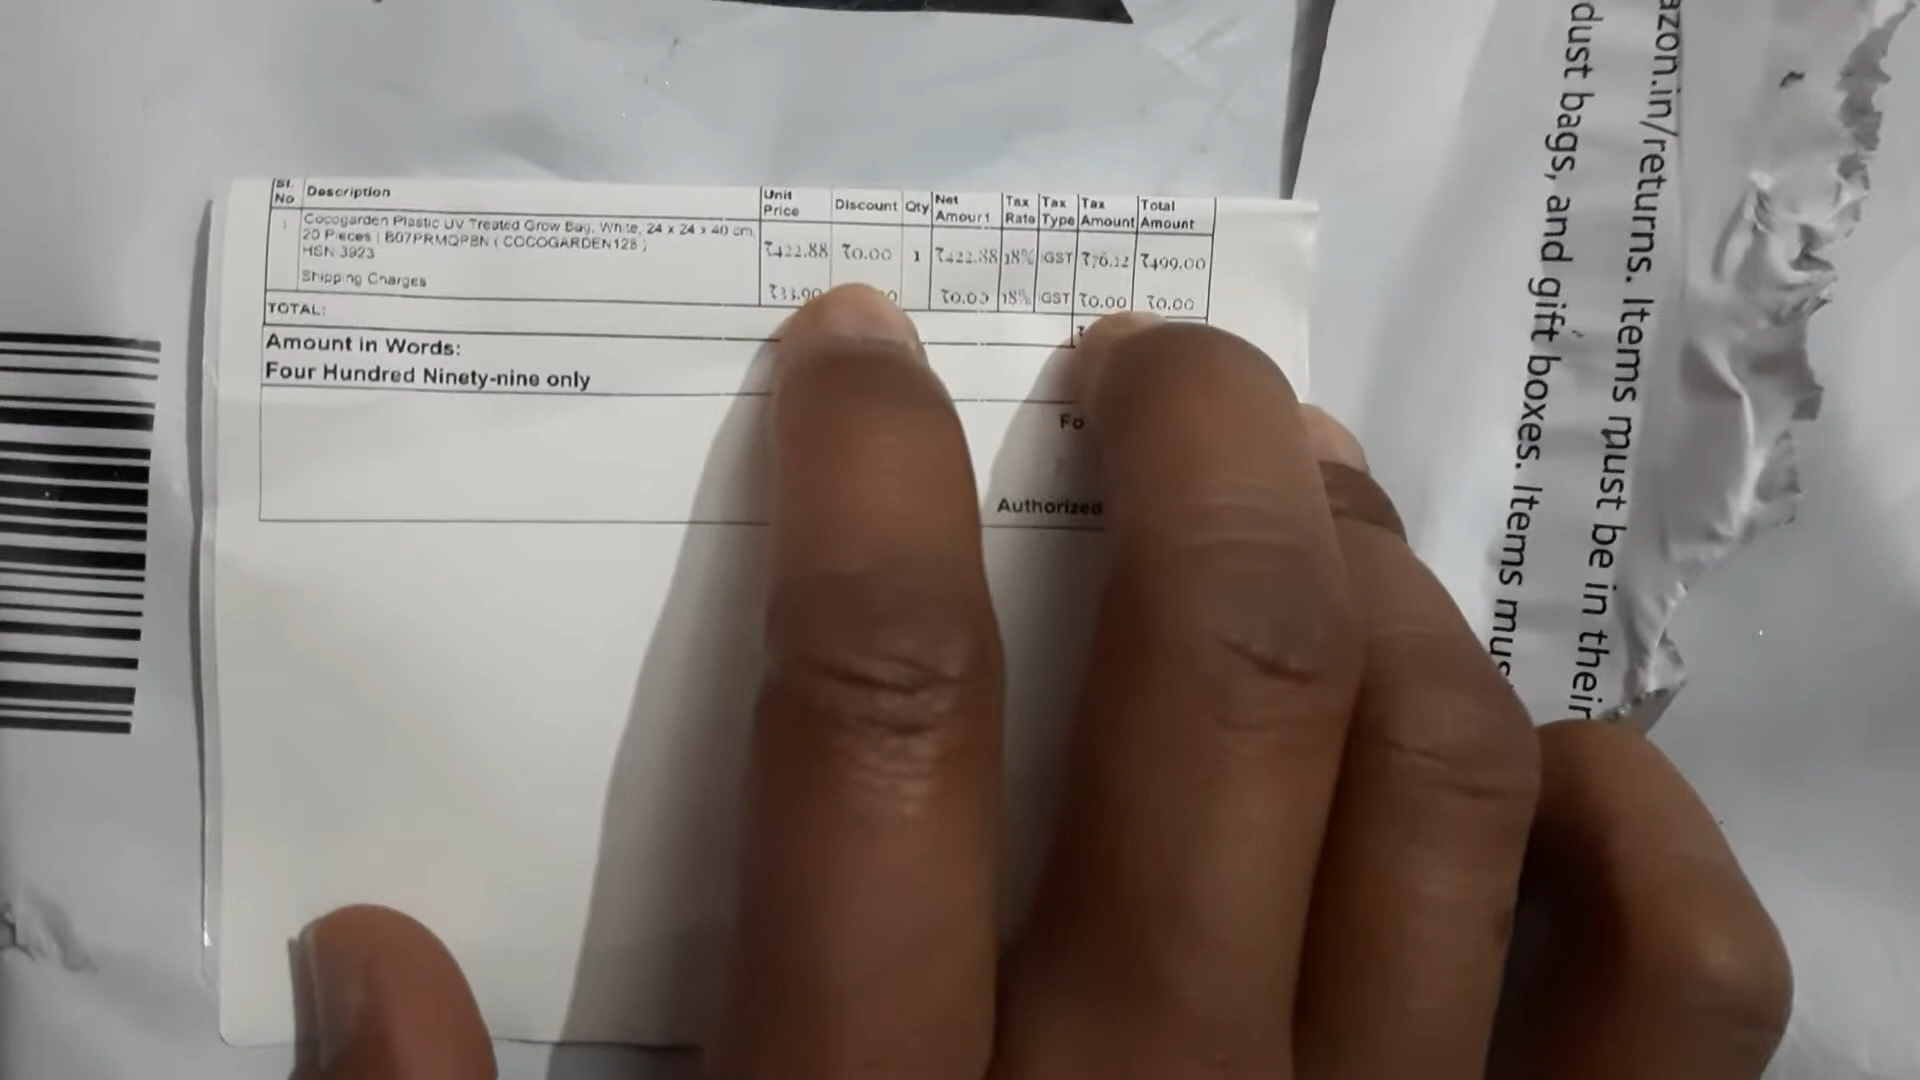 Sl. No Description Unit Price Discount Qty Net Amount Tax Rate Tax Type Tax Amount Total Amount
1 Cocogarden Plastic UV Treated Grow Bag, White, 24 x 24 x 40 cm,
20 Pieces | B07PRMQPBN ( COCOGARDEN128 )
HSN:3923
₹422.88 ₹0.00 1 ₹422.88 18% IGST ₹76.12 ₹499.00
Shipping Charges ₹33.90 ₹0.00 18% IGST ₹0.00 ₹0.00
TOTAL:
Amount in Words:
Four Hundred Ninety-nine only
Fo
Authorized
azon.in/returns. Items must be in their
dust bags, and gift boxes. Items mus